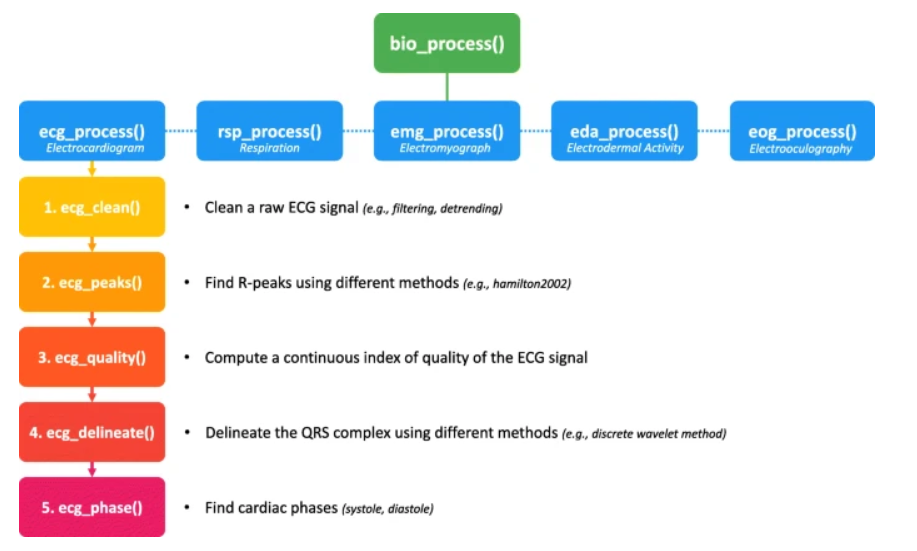 bio_process()
ecg_process()
Electrocardiogram
rsp_process()
Respiration
emg_process()
Electromyograph
eda_process()
Electrodermal Activity
eog_process()
Electrooculography
1. ecg_clean()
• Clean a raw ECG signal (e.g., filtering, detrending)
2. ecg_peaks()
• Find R-peaks using different methods (e.g., hamilton2002)
3. ecg_quality()
• Compute a continuous index of quality of the ECG signal
4. ecg_delineate()
• Delineate the QRS complex using different methods (e.g., discrete wavelet method)
5. ecg_phase()
• Find cardiac phases (systole, diastole)